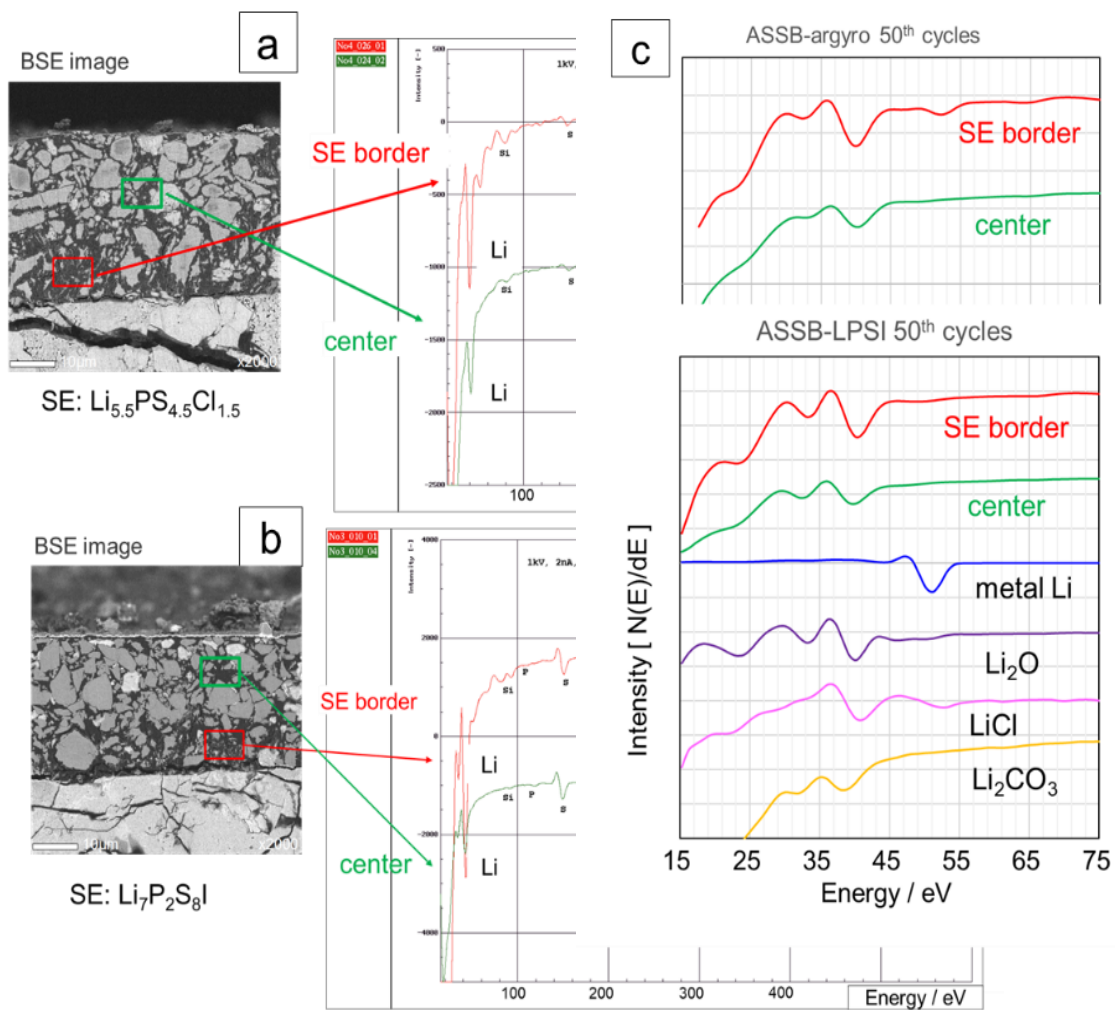 a
BSE image
10μm
x2000
SE: Li5.5PS4.5Cl1.5
No4_026_01
No4_024_02
Intensity [-]
1kV,
500
0
-500
-1000
-1500
-2000
-2500
100
SE border
center
Si
S
Li
Si
S
Li
b
BSE image
10μm
x2000
SE: Li7P2S8I
No3_010_01
No3_010_04
Intensity [-]
1kV, 2nA,
4000
2000
0
-2000
-4000
SE border
center
Si
P
S
Li
Si
P
S
Li
100
200
280
300
400
Energy / eV
c
ASSB-argyro 50th cycles
SE border
center
ASSB-LPSI 50th cycles
SE border
center
metal Li
Li2O
LiCl
Li2CO3
Intensity [ N(E)/dE ]
15 25 35 45 55 65 75
Energy / eV